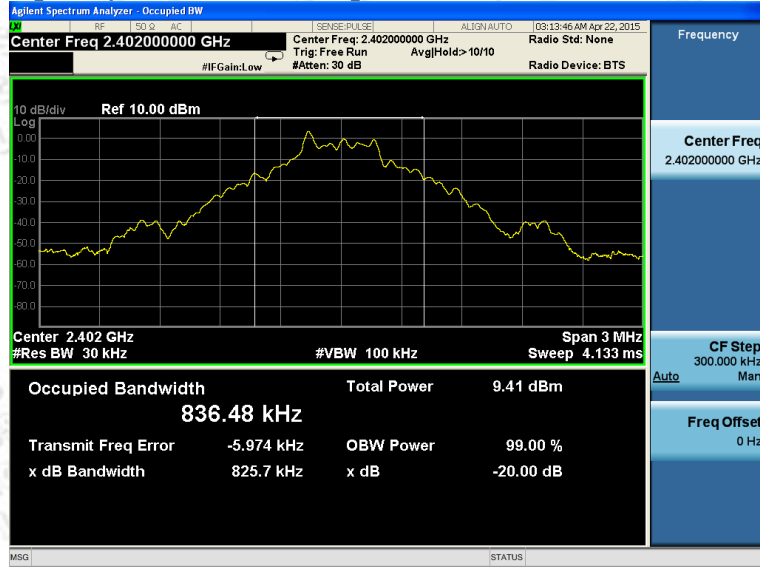 Agilent Spectrum Analyzer - Occupied BW
LXI RF 50 Ω AC SENSE:PULSE ALIGN AUTO 03:13:46 AM Apr 22, 2015
Center Freq 2.402000000 GHz
Center Freq: 2.402000000 GHz
Radio Std: None
Trig: Free Run Avg|Hold:> 10/10
#IFGain:Low #Atten: 30 dB Radio Device: BTS
10 dB/div Ref 10.00 dBm
Log
0.00
-10.0
-20.0
-30.0
-40.0
-50.0
-60.0
-70.0
-80.0
Center 2.402 GHz Span 3 MHz
#Res BW 30 kHz #VBW 100 kHz Sweep 4.133 ms
Occupied Bandwidth Total Power 9.41 dBm
836.48 kHz
Transmit Freq Error -5.974 kHz OBW Power 99.00 %
x dB Bandwidth 825.7 kHz x dB -20.00 dB
MSG STATUS
Frequency
Center Freq
2.402000000 GHz
CF Step
300.000 kHz
Auto Man
Freq Offset
0 Hz